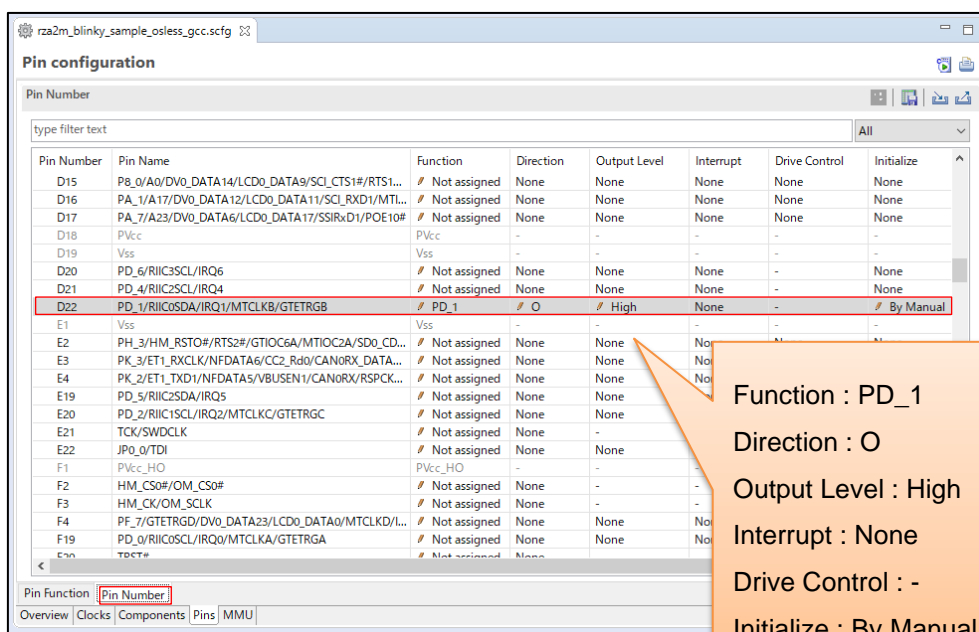 rza2m_blinky_sample_osless_gcc.scfg
Pin configuration
Pin Number
type filter text All
Pin Number Pin Name Function Direction Output Level Interrupt Drive Control Initialize
D15 P8_0/A0/DV0_DATA14/LCD0_DATA9/SCI_CTS1#/RTS1... Not assigned None None None None None
D16 PA_1/A17/DV0_DATA12/LCD0_DATA11/SCI_RXD1/MTI... Not assigned None None None None None
D17 PA_7/A23/DV0_DATA6/LCD0_DATA17/SSIRxD1/POE10# Not assigned None None None None None
D18 PVcc PVcc - - - - -
D19 Vss Vss - - - - -
D20 PD_6/RIIC3SCL/IRQ6 Not assigned None None None - None
D21 PD_4/RIIC2SCL/IRQ4 Not assigned None None None - None
D22 PD_1/RIIC0SDA/IRQ1/MTCLKB/GTETRGB PD_1 O High None - By Manual
E1 Vss Vss - - - - -
E2 PH_3/HM_RSTO#/RTS2#/GTIOC6A/MTIOC2A/SD0_CD... Not assigned None None None
E3 PK_3/ET1_RXCLK/NFDATA6/CC2_Rd0/CAN0RX_DATA... Not assigned None None
E4 PK_2/ET1_TXD1/NFDATA5/VBUSEN1/CAN0RX/RSPCK... Not assigned None None
E19 PD_5/RIIC2SDA/IRQ5 Not assigned None None
E20 PD_2/RIIC1SCL/IRQ2/MTCLKC/GTETRGC Not assigned None None
E21 TCK/SWDCLK Not assigned None -
E22 JP0_0/TDI Not assigned None None
F1 PVcc_HO PVcc_HO - - -
F2 HM_CS0#/OM_CS0# Not assigned None - -
F3 HM_CK/OM_SCLK Not assigned None - -
F4 PF_7/GTETRGD/DV0_DATA23/LCD0_DATA0/MTCLKD/I... Not assigned None None
F19 PD_0/RIIC0SCL/IRQ0/MTCLKA/GTETRGA Not assigned None None
F20 TRST# Not assigned None
Function : PD_1
Direction : O
Output Level : High
Interrupt : None
Drive Control : -
Initialize : By Manual
Pin Function Pin Number
Overview Clocks Components Pins MMU